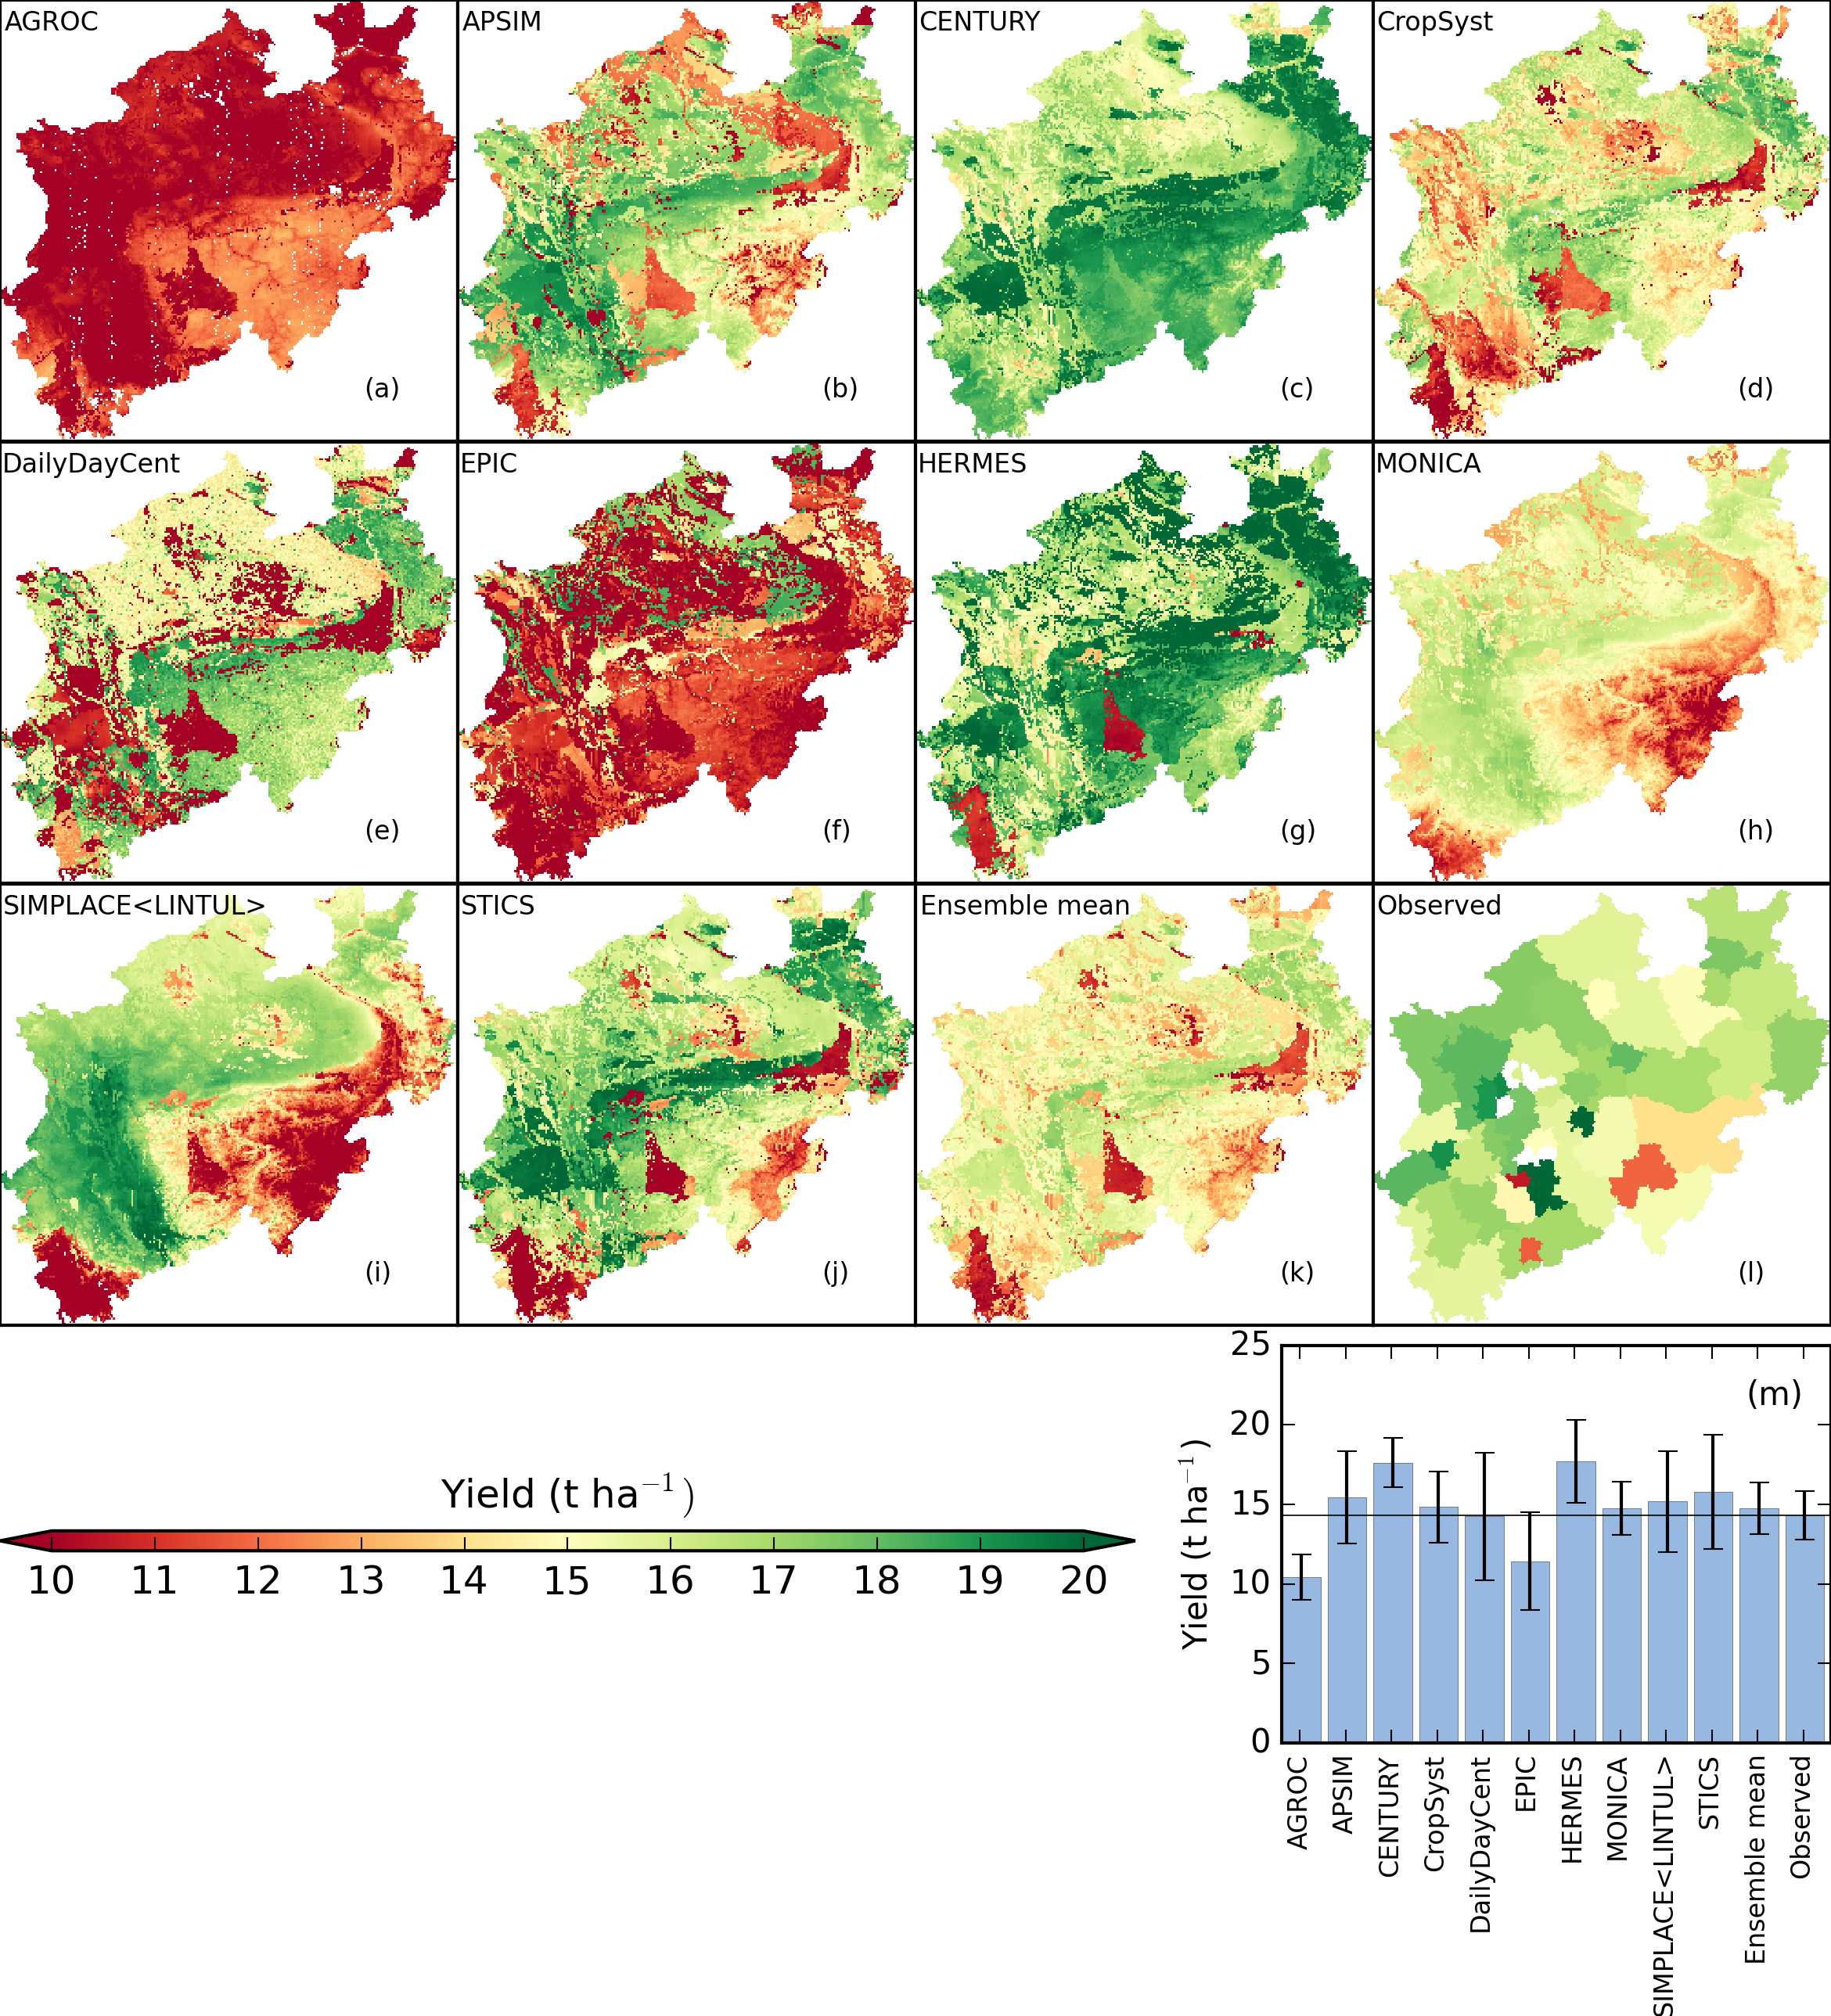 AGROC
APSIM
CENTURY
CropSyst
(a)
(b)
(c)
(d)
DailyDayCent
EPIC
HERMES
MONICA
(e)
(f)
(g)
(h)
SIMPLACE<LINTUL>
STICS
Ensemble mean
Observed
(i)
(j)
(k)
(l)
Yield (t ha⁻¹)
10 11 12 13 14 15 16 17 18 19 20
(m)
Yield (t ha⁻¹)
25
20
15
10
5
0
AGROC
APSIM
CENTURY
CropSyst
DailyDayCent
EPIC
HERMES
MONICA
SIMPLACE<LINTUL>
STICS
Ensemble mean
Observed